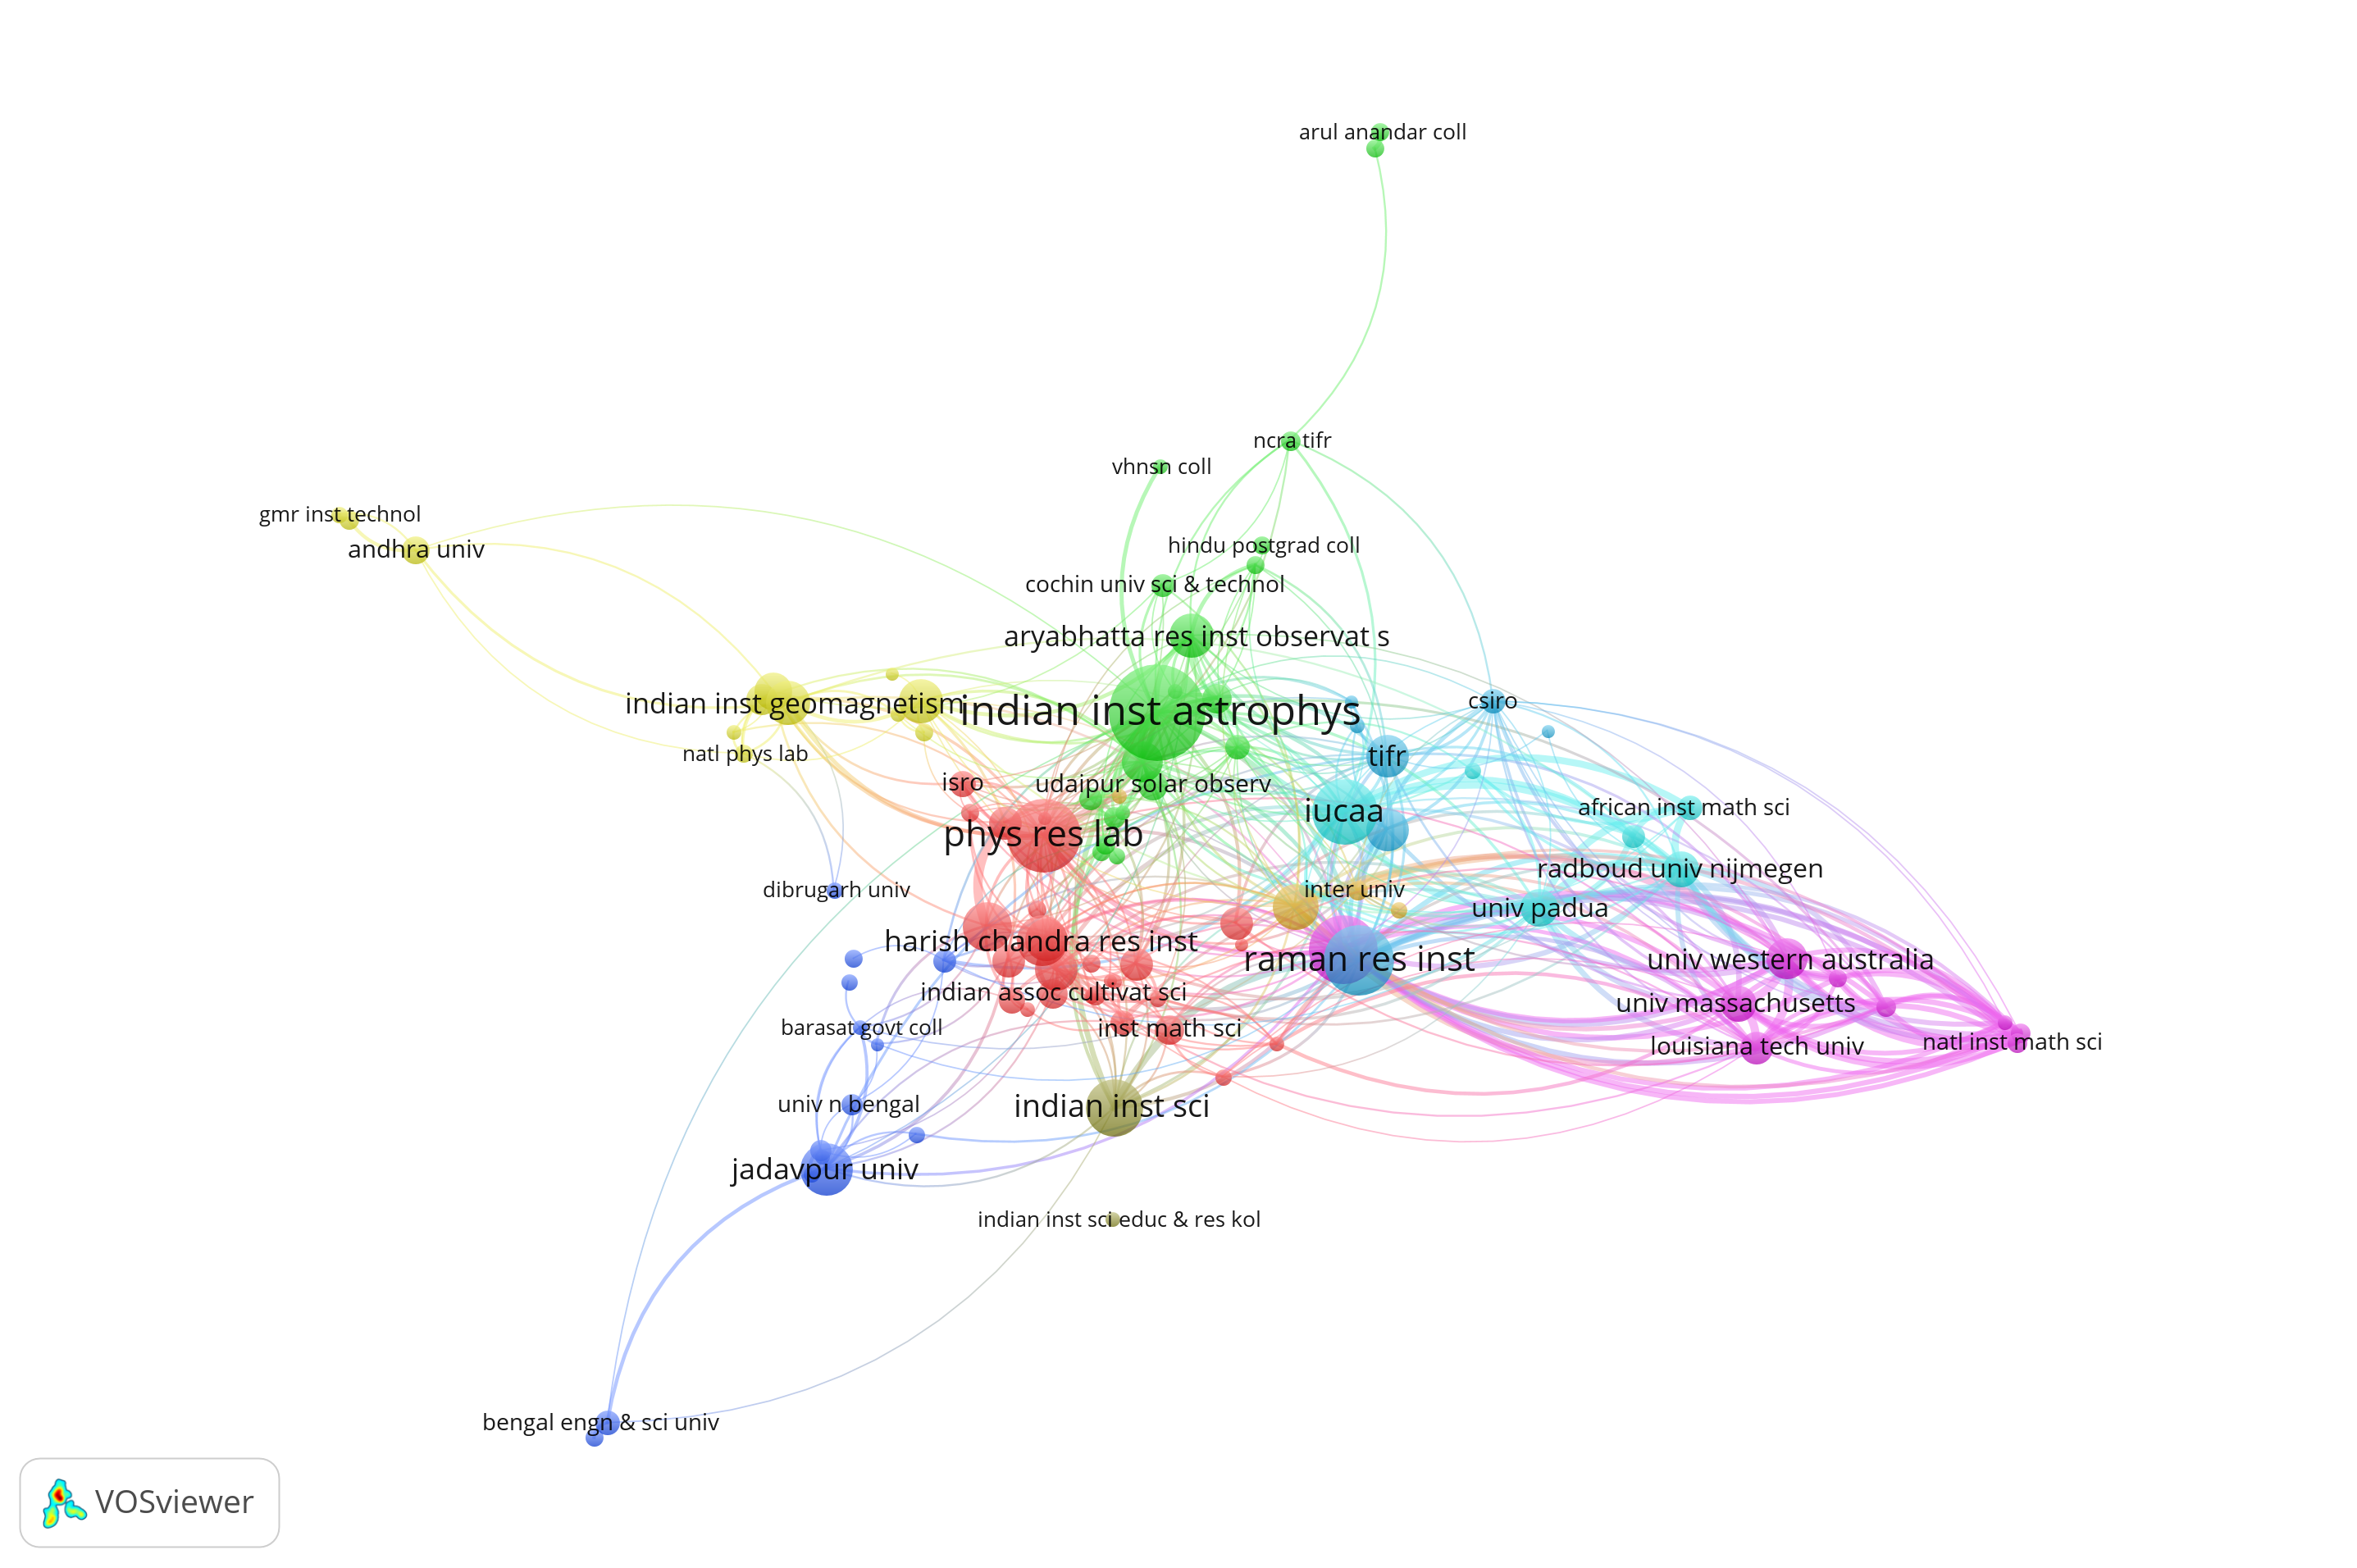 arul anandar coll
ncra tifr
vhnsn coll
gmr inst technol
hindu postgrad coll
andhra univ
cochin univ sci & technol
aryabhatta res inst observat s
indian inst geomagnetism
indian inst astrophys
csiro
natl phys lab
tifr
isro
udaipur solar observ
iucaa
african inst math sci
phys res lab
radboud univ nijmegen
dibrugarh univ
inter univ
univ padua
harish chandra res inst
raman res inst
univ western australia
indian assoc cultivat sci
univ massachusetts
barasat govt coll
inst math sci
louisiana tech univ
natl inst math sci
univ n bengal
indian inst sci
jadavpur univ
indian inst sci educ & res kol
bengal engn & sci univ
VOSviewer